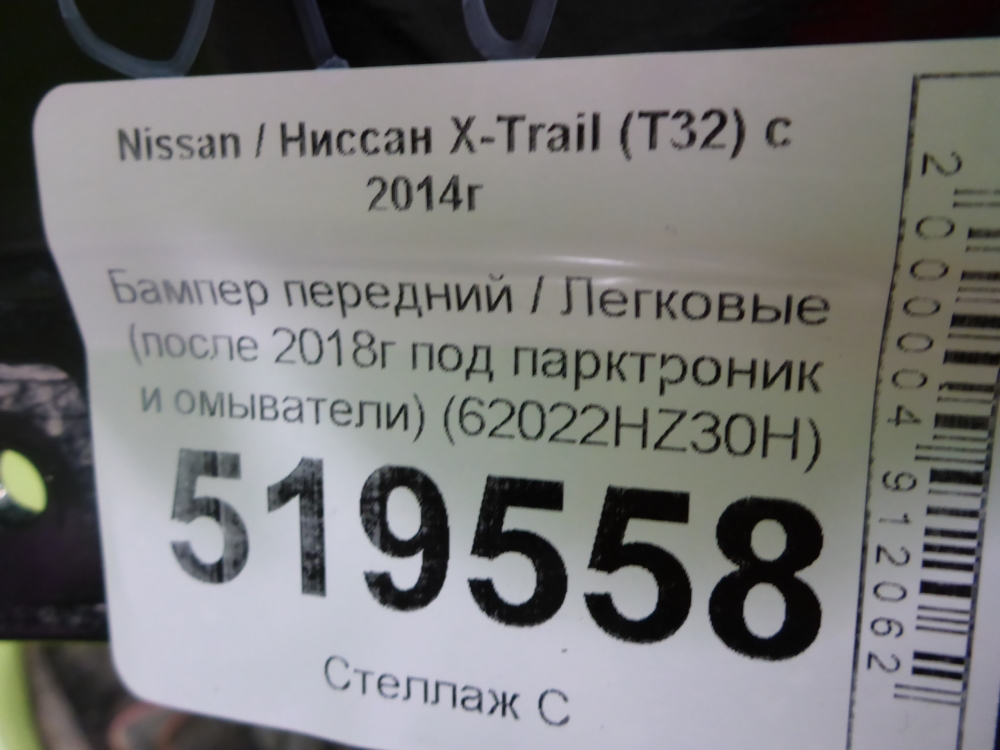 Nissan / Ниссан X-Trail (T32) с
2014г
Бампер передний / Легковые
(после 2018г под парктроник
и омыватели) (62022HZ30H)
519558
Стеллаж С
2000004912062